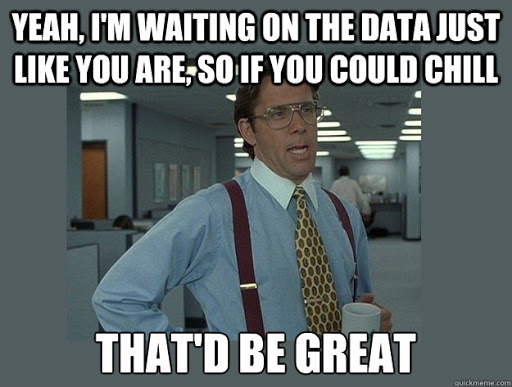 YEAH, I'M WAITING ON THE DATA JUST
LIKE YOU ARE, SO IF YOU COULD CHILL
THAT'D BE GREAT
quickmeme.com